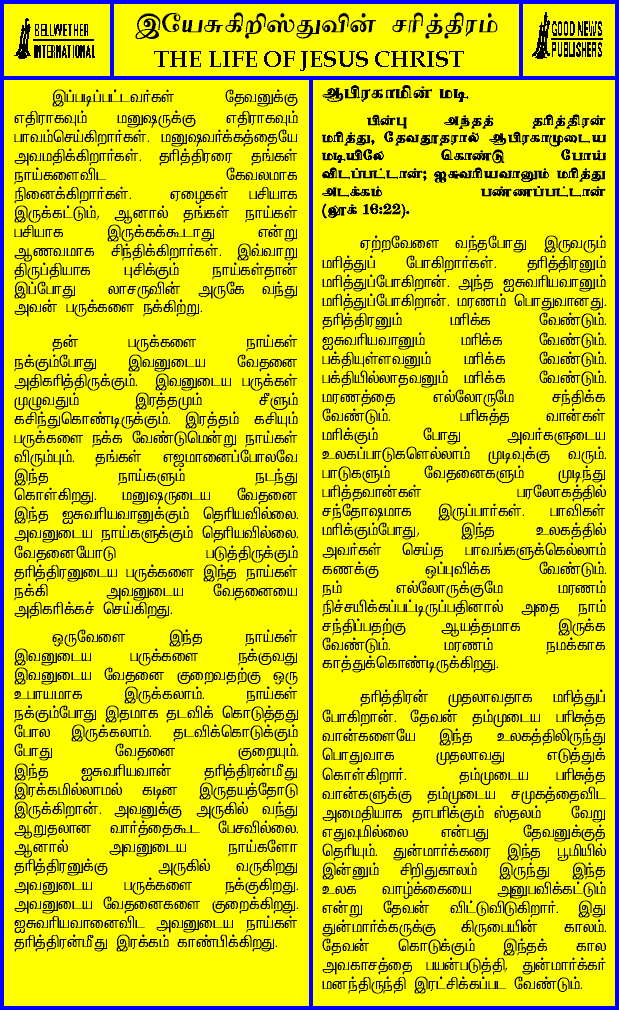 BELLWETHER
INTERNATIONAL
இயேசுகிறிஸ்துவின் சரித்திரம்
THE LIFE OF JESUS CHRIST
GOOD NEWS
PUBLISHERS
இப்படிப்பட்டவர்கள் தேவனுக்கு
எதிராகவும் மனுஷருக்கு எதிராகவும்
பாவம்செய்கிறார்கள். மனுஷவர்க்கத்தையே
அவமதிக்கிறார்கள். தரித்திரரை தங்கள்
நாய்களைவிட கேவலமாக
நினைக்கிறார்கள். ஏழைகள் பசியாக
இருக்கட்டும், ஆனால் தங்கள் நாய்கள்
பசியாக இருக்கக்கூடாது என்று
ஆணவமாக சிந்திக்கிறார்கள். இவ்வாறு
திருப்தியாக புசிக்கும் நாய்கள்தான்
இப்போது லாசருவின் அருகே வந்து
அவன் பருக்களை நக்கிற்று.
தன் பருக்களை நாய்கள்
நக்கும்போது இவனுடைய வேதனை
அதிகரித்திருக்கும். இவனுடைய பருக்கள்
முழுவதும் இரத்தமும் சீளும்
கசிந்துகொண்டிருக்கும். இரத்தம் கசியும்
பருக்களை நக்க வேண்டுமென்று நாய்கள்
விரும்பும். தங்கள் எஜமானைப்போலவே
இந்த நாய்களும் நடந்து
கொள்கிறது. மனுஷருடைய வேதனை
இந்த ஐசுவரியவானுக்கும் தெரியவில்லை.
அவனுடைய நாய்களுக்கும் தெரியவில்லை.
வேதனையோடு படுத்திருக்கும்
தரித்திரனுடைய பருக்களை இந்த நாய்கள்
நக்கி அவனுடைய வேதனையை
அதிகரிக்கச் செய்கிறது.
ஒருவேளை இந்த நாய்கள்
இவனுடைய பருக்களை நக்குவது
இவனுடைய வேதனை குறைவதற்கு ஒரு
உபாயமாக இருக்கலாம். நாய்கள்
நக்கும்போது இதமாக தடவிக் கொடுத்தது
போல இருக்கலாம். தடவிக்கொடுக்கும்
போது வேதனை குறையும்.
இந்த ஐசுவரியவான் தரித்திரன்மீது
இரக்கமில்லாமல் கடின இருதயத்தோடு
இருக்கிறான். அவனுக்கு அருகில் வந்து
ஆறுதலான வார்த்தைகூட பேசவில்லை.
ஆனால் அவனுடைய நாய்களோ
தரித்திரனுக்கு அருகில் வருகிறது
அவனுடைய பருக்களை நக்குகிறது.
அவனுடைய வேதனைகளை குறைக்கிறது.
ஐசுவரியவானைவிட அவனுடைய நாய்கள்
தரித்திரன்மீது இரக்கம் காண்பிக்கிறது.
ஆபிரகாமின் மடி
பின்பு அந்தத் தரித்திரன்
மரித்து, தேவதூதரால் ஆபிரகாமுடைய
மடியிலே கொண்டு போய்
விடப்பட்டான்; ஐசுவரியவானும் மரித்து
அடக்கம் பண்ணப்பட்டான்
(லூக் 16:22).
ஏற்றவேளை வந்தபோது இருவரும்
மரித்துப் போகிறார்கள். தரித்திரனும்
மரித்துப்போகிறான். அந்த ஐசுவரியவானும்
மரித்துப்போகிறான். மரணம் பொதுவானது.
தரித்திரனும் மரிக்க வேண்டும்.
ஐசுவரியவானும் மரிக்க வேண்டும்.
பக்தியுள்ளவனும் மரிக்க வேண்டும்.
பக்தியில்லாதவனும் மரிக்க வேண்டும்.
மரணத்தை எல்லோருமே சந்திக்க
வேண்டும். பரிசுத்த வான்கள்
மரிக்கும் போது அவர்களுடைய
உலகப்பாடுகளெல்லாம் முடிவுக்கு வரும்.
பாடுகளும் வேதனைகளும் முடிந்து
பரித்தவான்கள் பரலோகத்தில்
சந்தோஷமாக இருப்பார்கள். பாவிகள்
மரிக்கும்போது, இந்த உலகத்தில்
அவர்கள் செய்த பாவங்களுக்கெல்லாம்
கணக்கு ஒப்புவிக்க வேண்டும்.
நம் எல்லோருக்குமே மரணம்
நிச்சயிக்கப்பட்டிருப்பதினால் அதை நாம்
சந்திப்பதற்கு ஆயத்தமாக இருக்க
வேண்டும். மரணம் நமக்காக
காத்துக்கொண்டிருக்கிறது.
தரித்திரன் முதலாவதாக மரித்துப்
போகிறான். தேவன் தம்முடைய பரிசுத்த
வான்களையே இந்த உலகத்திலிருந்து
பொதுவாக முதலாவது எடுத்துக்
கொள்கிறார். தம்முடைய பரிசுத்த
வான்களுக்கு தம்முடைய சமுகத்தைவிட
அமைதியாக தாபரிக்கும் ஸ்தலம் வேறு
எதுவுமில்லை என்பது தேவனுக்குத்
தெரியும். துன்மார்க்கரை இந்த பூமியில்
இன்னும் சிறிதுகாலம் இருந்து இந்த
உலக வாழ்க்கையை அனுபவிக்கட்டும்
என்று தேவன் விட்டுவிடுகிறார். இது
துன்மார்க்கருக்கு கிருபையின் காலம்.
தேவன் கொடுக்கும் இந்தக் கால
அவகாசத்தை பயன்படுத்தி, துன்மார்க்கர்
மனந்திருந்தி இரட்சிக்கப்பட வேண்டும்.